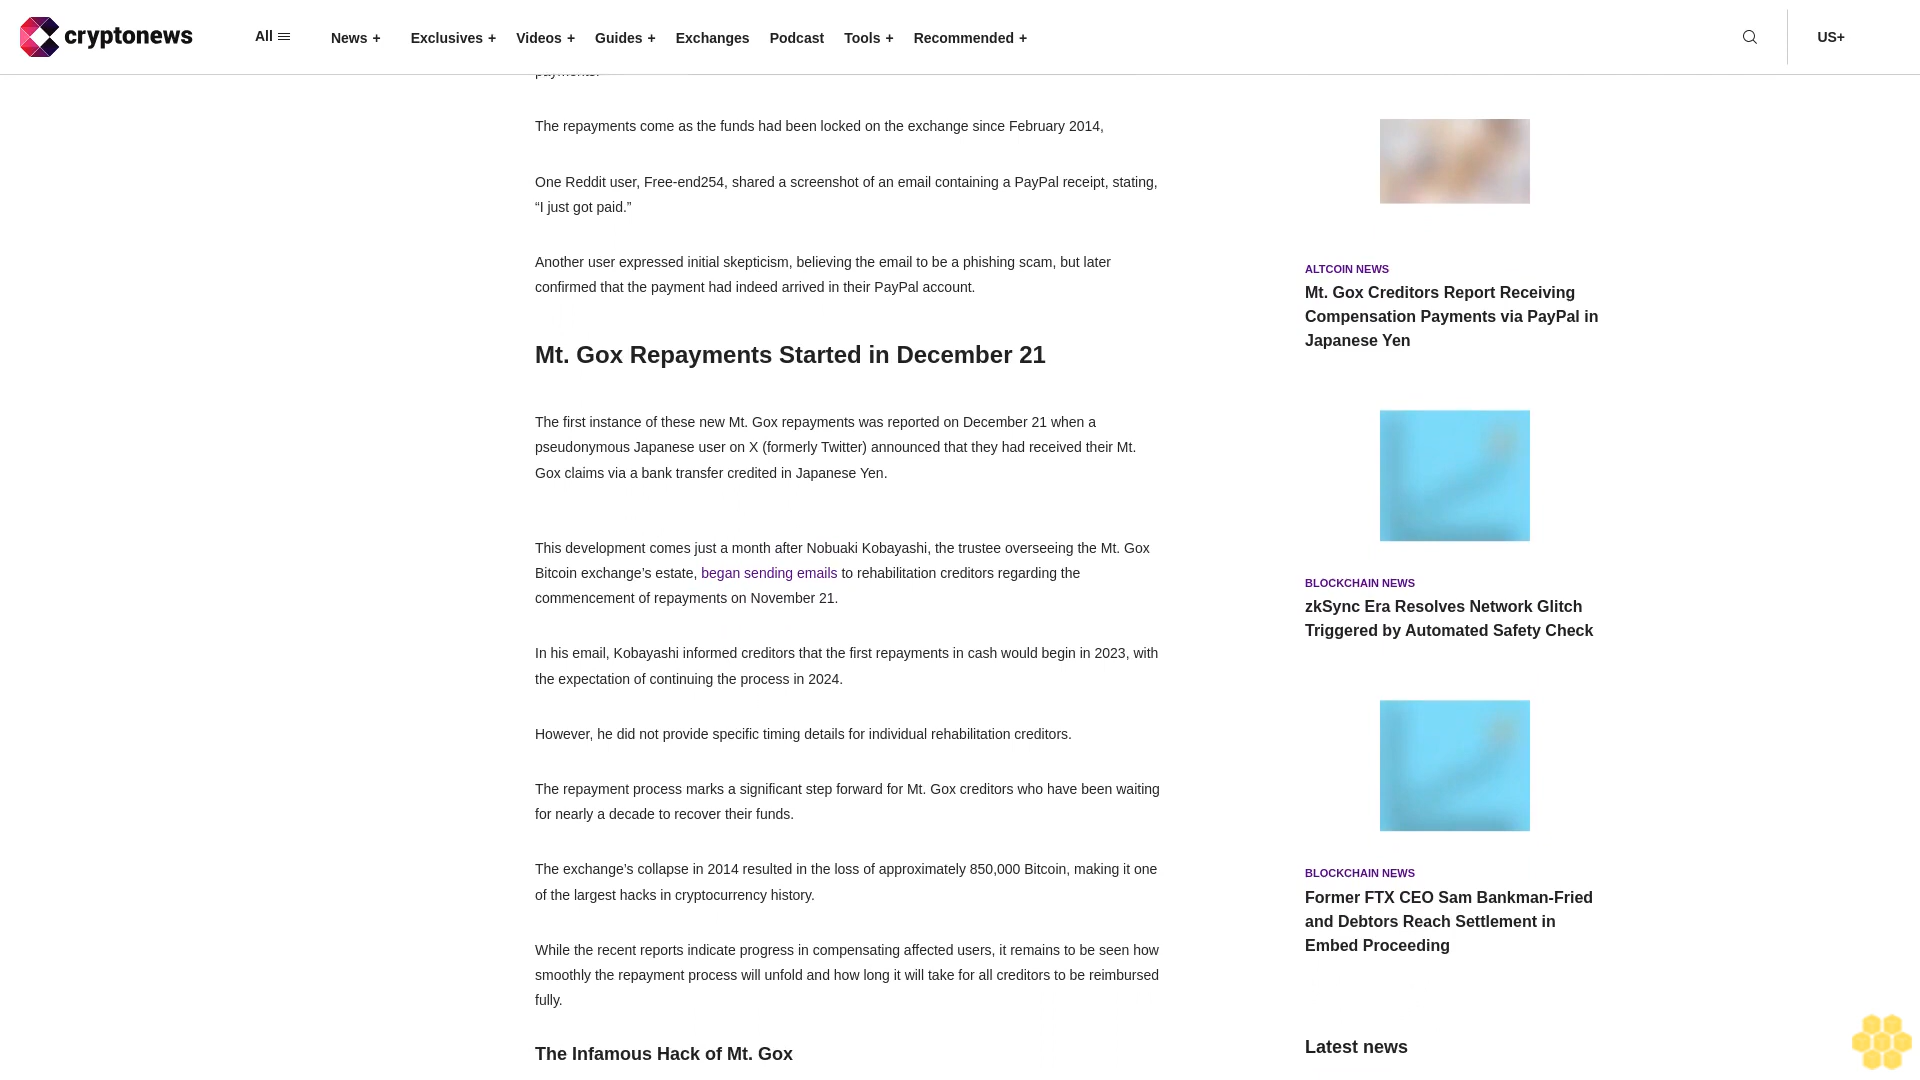 cryptonews
All
News +
Exclusives +
Videos +
Guides +
Exchanges
Podcast
Tools +
Recommended +
US+
The repayments come as the funds had been locked on the exchange since February 2014,
One Reddit user, Free-end254, shared a screenshot of an email containing a PayPal receipt, stating,
“I just got paid.”
Another user expressed initial skepticism, believing the email to be a phishing scam, but later
confirmed that the payment had indeed arrived in their PayPal account.
Mt. Gox Repayments Started in December 21
The first instance of these new Mt. Gox repayments was reported on December 21 when a
pseudonymous Japanese user on X (formerly Twitter) announced that they had received their Mt.
Gox claims via a bank transfer credited in Japanese Yen.
This development comes just a month after Nobuaki Kobayashi, the trustee overseeing the Mt. Gox
Bitcoin exchange’s estate, began sending emails to rehabilitation creditors regarding the
commencement of repayments on November 21.
In his email, Kobayashi informed creditors that the first repayments in cash would begin in 2023, with
the expectation of continuing the process in 2024.
However, he did not provide specific timing details for individual rehabilitation creditors.
The repayment process marks a significant step forward for Mt. Gox creditors who have been waiting
for nearly a decade to recover their funds.
The exchange’s collapse in 2014 resulted in the loss of approximately 850,000 Bitcoin, making it one
of the largest hacks in cryptocurrency history.
While the recent reports indicate progress in compensating affected users, it remains to be seen how
smoothly the repayment process will unfold and how long it will take for all creditors to be reimbursed
fully.
The Infamous Hack of Mt. Gox
ALTCOIN NEWS
Mt. Gox Creditors Report Receiving
Compensation Payments via PayPal in
Japanese Yen
BLOCKCHAIN NEWS
zkSync Era Resolves Network Glitch
Triggered by Automated Safety Check
BLOCKCHAIN NEWS
Former FTX CEO Sam Bankman-Fried
and Debtors Reach Settlement in
Embed Proceeding
Latest news